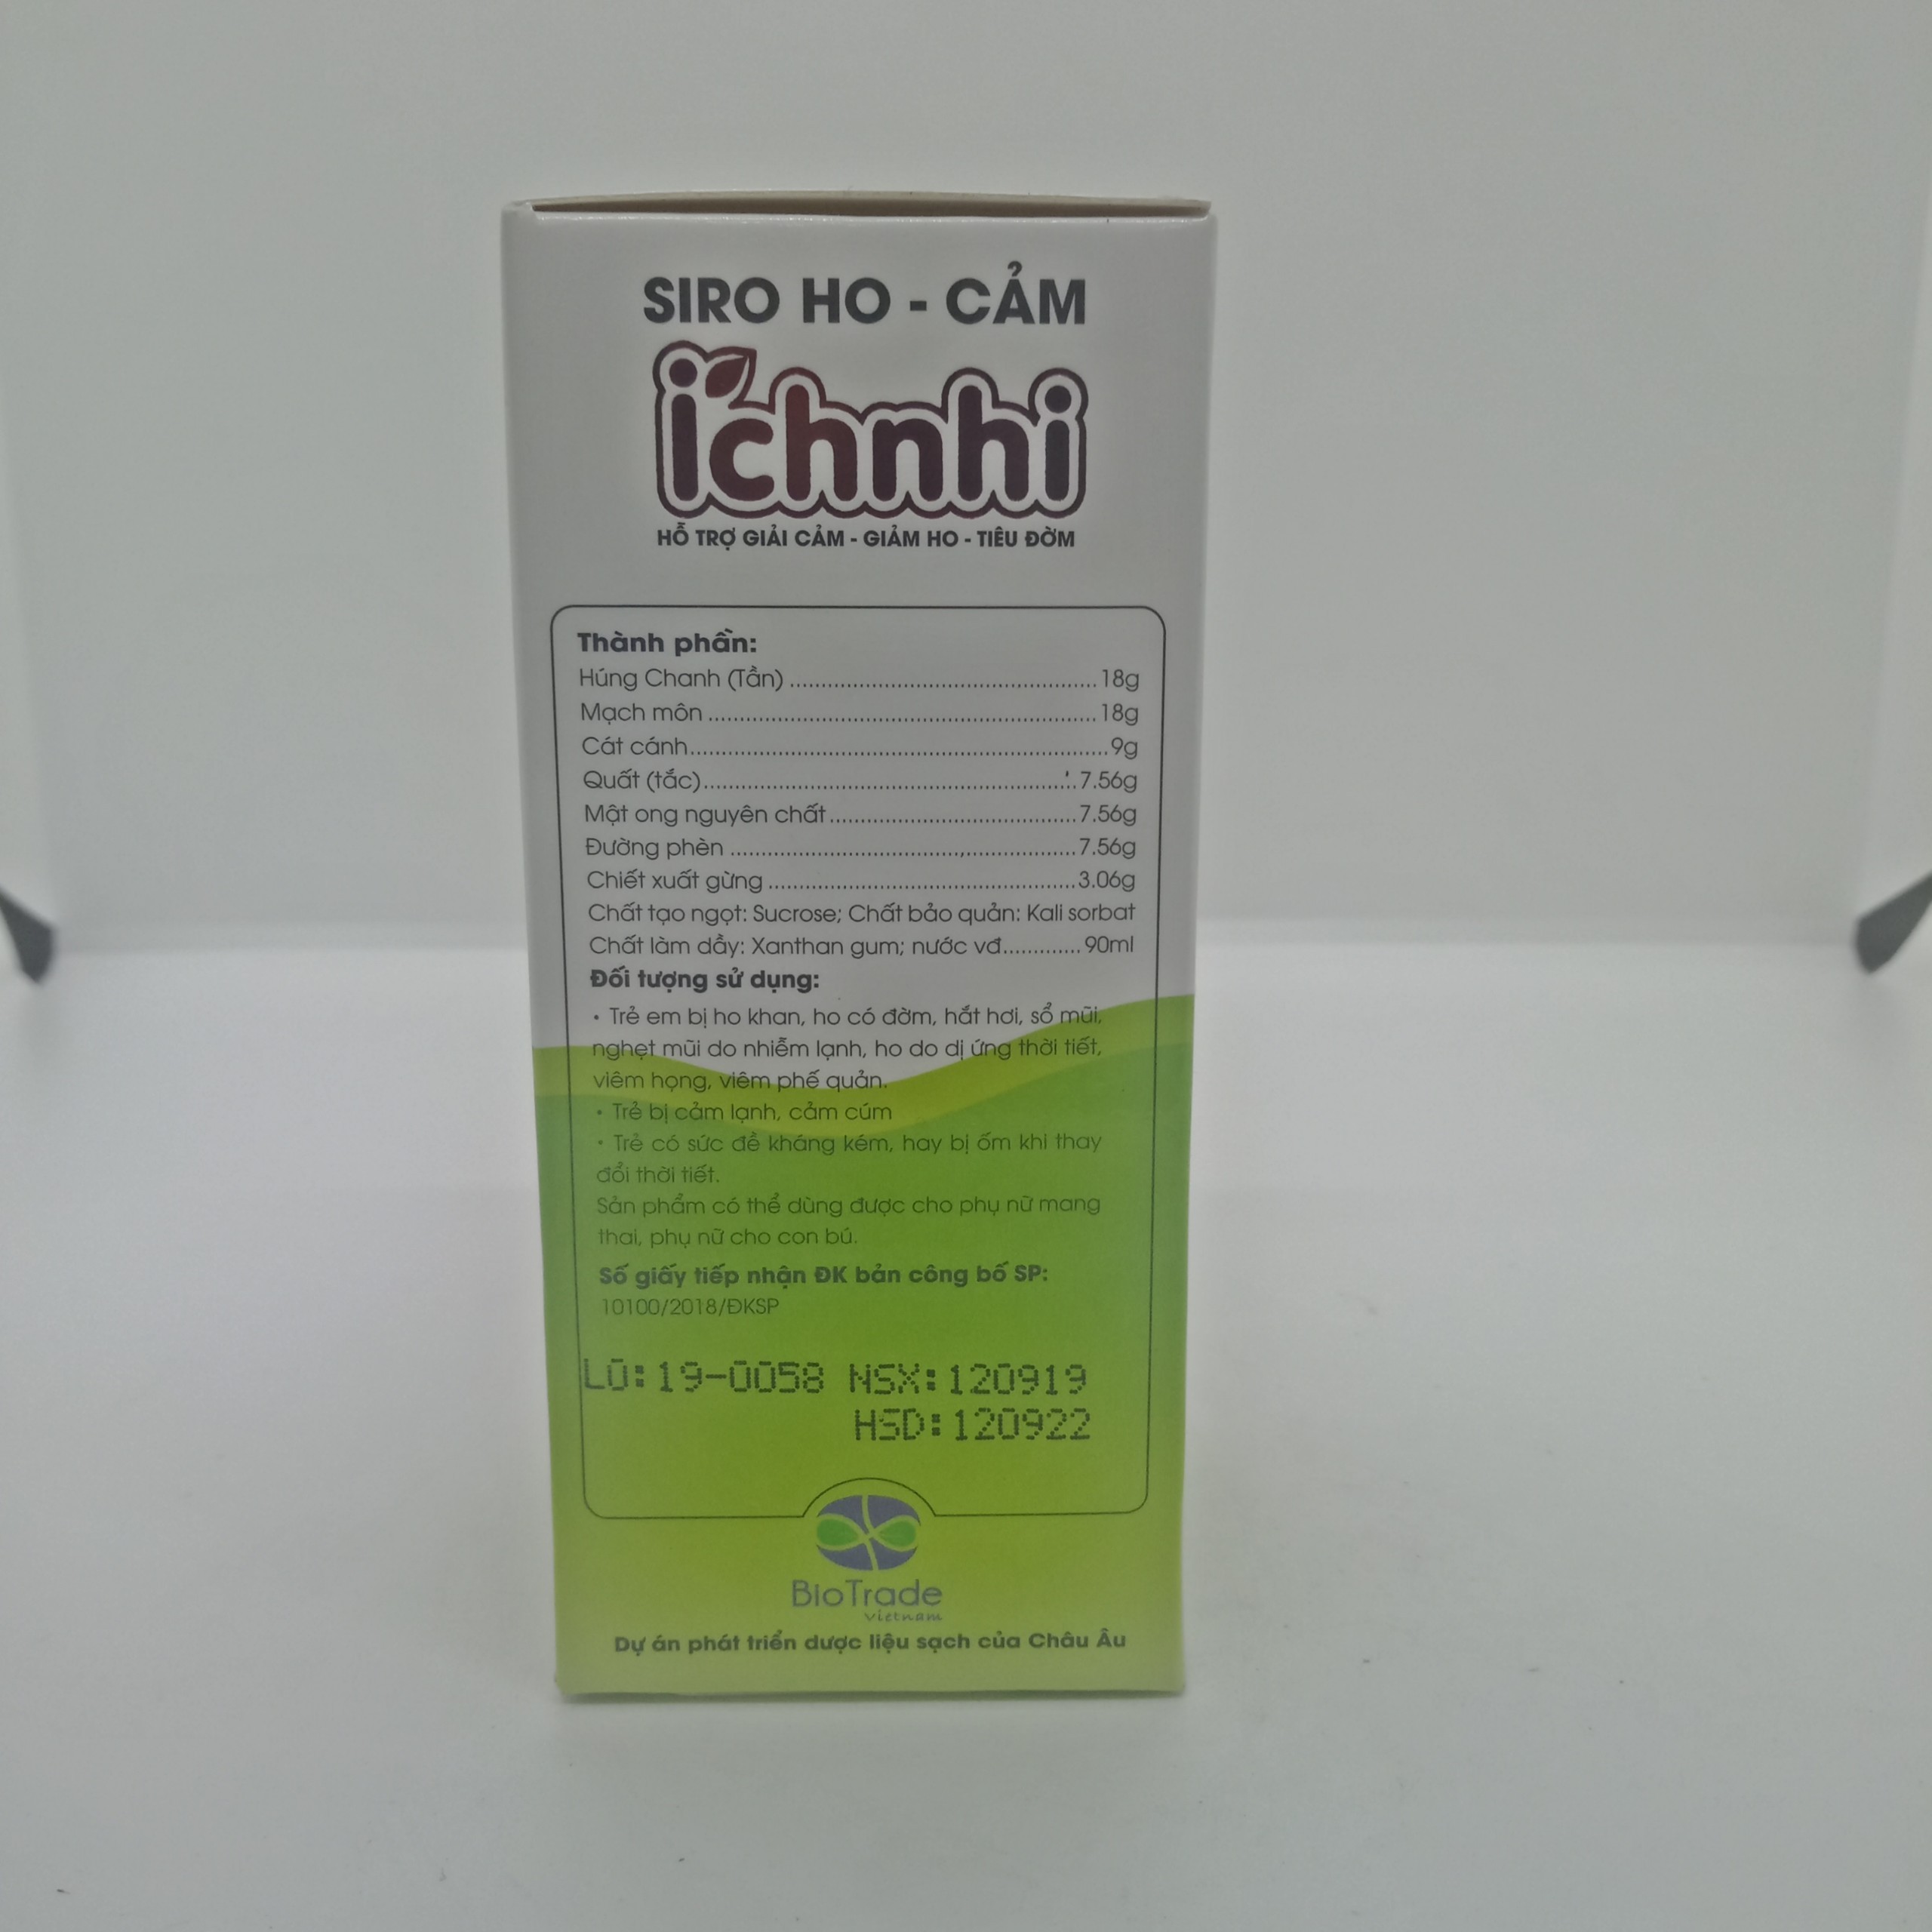 SIRO HO - CẢM
ichnhi
HỖ TRỢ GIẢI CẢM - GIẢM HO - TIÊU ĐỜM
Thành phần:
Húng Chanh (Tần) ................................................. 18g
Mạch môn .............................................................. 18g
Cát cánh.................................................................. 9g
Quất (tắc)........................................................... 7.56g
Mật ong nguyên chất....................................... 7.56g
Đường phèn ....................................................... 7.56g
Chiết xuất gừng ................................................. 3.06g
Chất tạo ngọt: Sucrose; Chất bảo quản: Kali sorbat
Chất làm dầy: Xanthan gum; nước vđ............. 90ml
Đối tượng sử dụng:
• Trẻ em bị ho khan, ho có đờm, hắt hơi, sổ mũi,
nghẹt mũi do nhiễm lạnh, ho do dị ứng thời tiết,
viêm họng, viêm phế quản.
• Trẻ bị cảm lạnh, cảm cúm
• Trẻ có sức đề kháng kém, hay bị ốm khi thay
đổi thời tiết.
Sản phẩm có thể dùng được cho phụ nữ mang
thai, phụ nữ cho con bú.
Số giấy tiếp nhận ĐK bản công bố SP:
10100/2018/ĐKSP
LÔ:19-0058 NSX:120919
HSD:120922
BioTrade
Vietnam
Dự án phát triển dược liệu sạch của Châu Âu